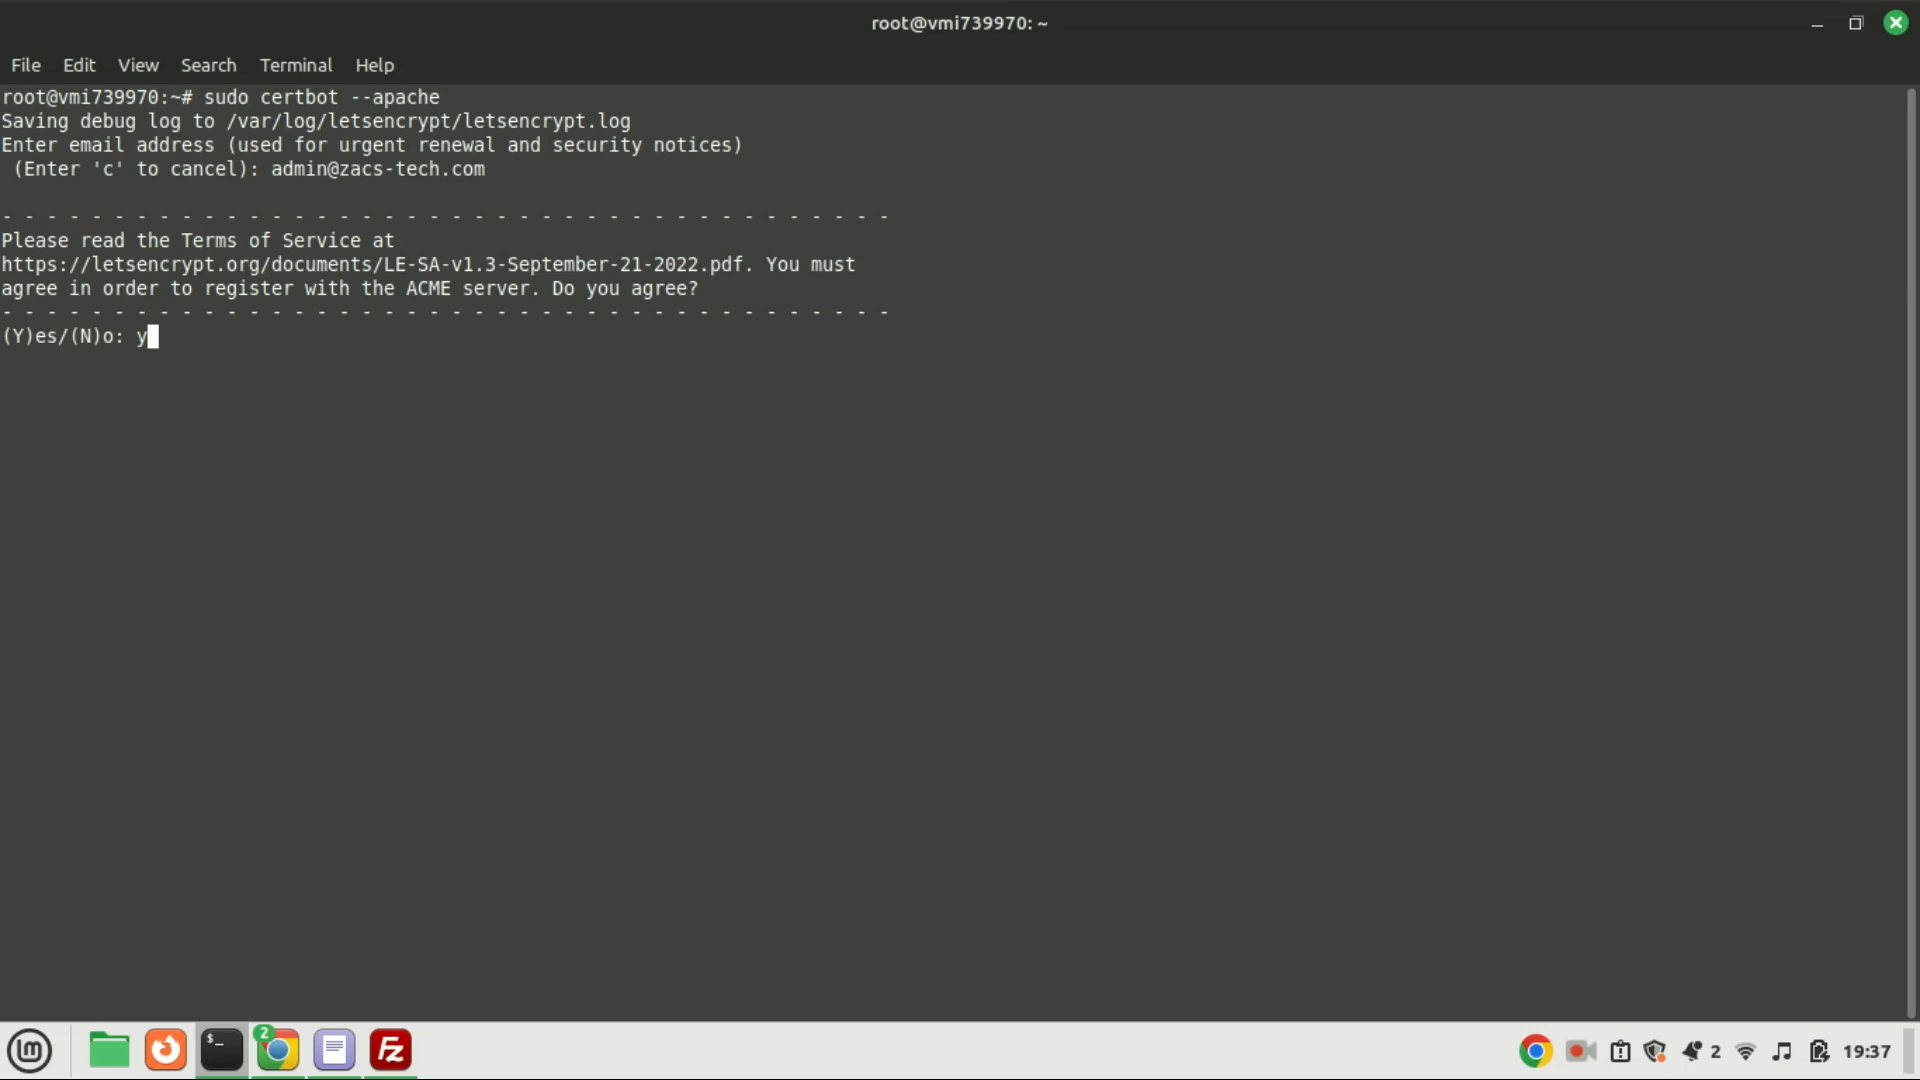 root@vmi739970: ~
File Edit View Search Terminal Help
root@vmi739970:~# sudo certbot --apache
Saving debug log to /var/log/letsencrypt/letsencrypt.log
Enter email address (used for urgent renewal and security notices)
(Enter 'c' to cancel): admin@zacs-tech.com
- - - - - - - - - - - - - - - - - - - - - - - - - - - - - - - - - - - - - - - -
Please read the Terms of Service at
https://letsencrypt.org/documents/LE-SA-v1.3-September-21-2022.pdf. You must
agree in order to register with the ACME server. Do you agree?
- - - - - - - - - - - - - - - - - - - - - - - - - - - - - - - - - - - - - - - -
(Y)es/(N)o: y
lm $_ 2 Fz 2 19:37